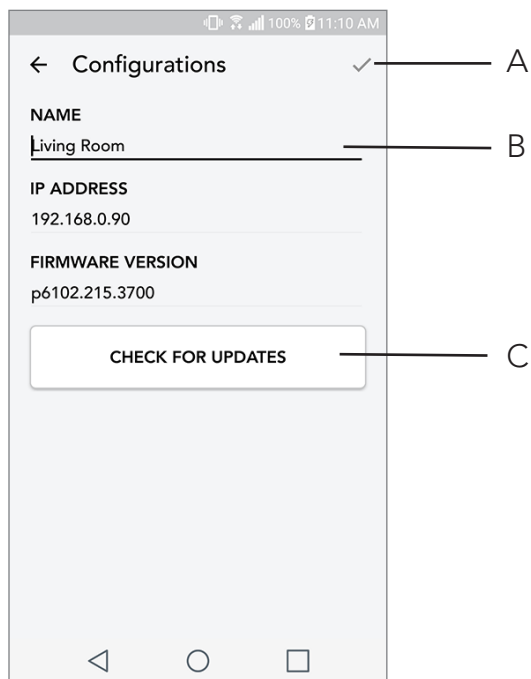 100% 11:10 AM
Configurations
A
NAME
Living Room
B
IP ADDRESS
192.168.0.90
FIRMWARE VERSION
p6102.215.3700
CHECK FOR UPDATES
C